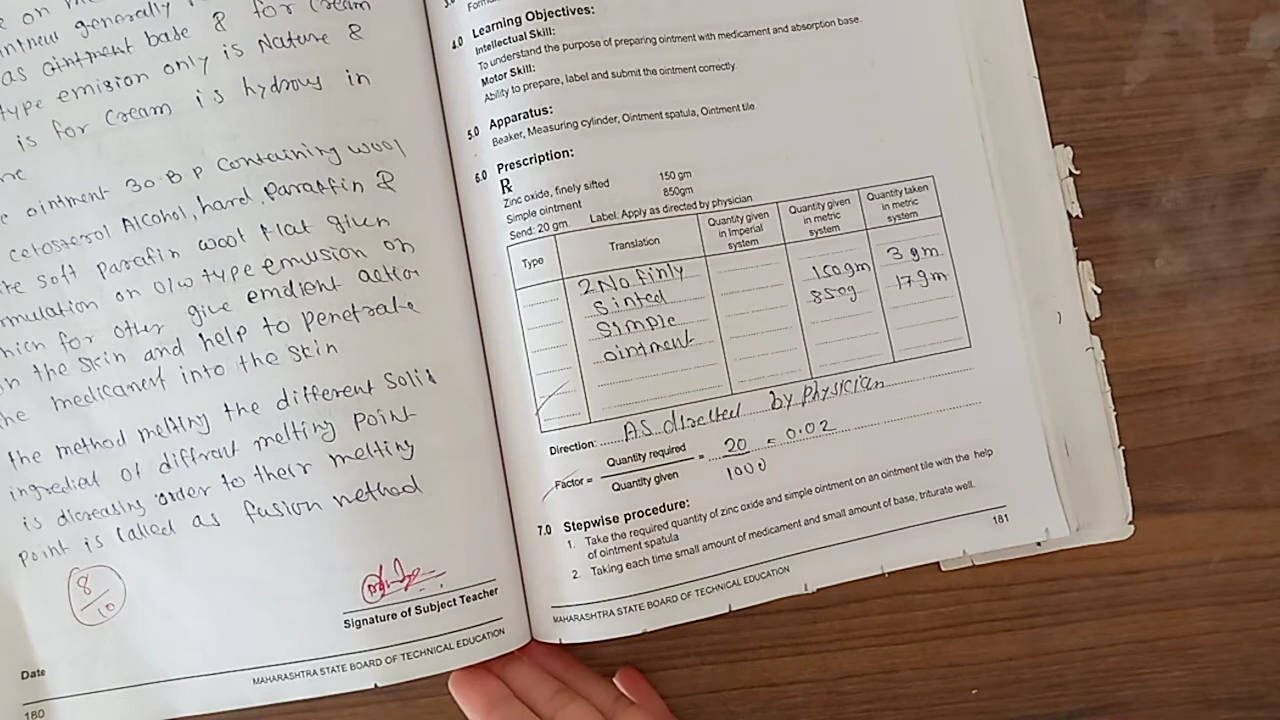 as ointment base & for Cream
type emision only is Nature &
is for Cream is hydrous in
ointment 30. B P Containing wool
cetosterol Alcohol, hard. Paraffin &
soft parafin wool flat given
on o/w type emusion on
for other give emdient action
the skin and help to penetrate
medicament into the skin
the method melting the different Solid
ingredient of diffrent melting point
is dicreasing order to their melting
point is called as fusion method
8/10
Signature of Subject Teacher
Date
MAHARASHTRA STATE BOARD OF TECHNICAL EDUCATION
180
4.0 Learning Objectives:
Intellectual Skill:
To understand the purpose of preparing ointment with medicament and absorption base.
Motor Skill:
Ability to prepare, label and submit the ointment correctly.
5.0 Apparatus:
Beaker, Measuring cylinder, Ointment spatula, Ointment tile.
6.0 Prescription:
℞
Zinc oxide, finely sifted 150 gm
Simple ointment 850gm
Send: 20 gm Label: Apply as directed by physician.
Type Translation Quantity given in Imperial system Quantity given in metric system Quantity taken in metric system
2No finly 150gm 3 gm
Sinted 850g 17 gm
Simple
ointment
Direction: AS directed by physician
Factor = Quantity required / Quantity given = 20/1000 = 0.02
7.0 Stepwise procedure:
1. Take the required quantity of zinc oxide and simple ointment on an ointment tile with the help
of ointment spatula
2. Taking each time small amount of medicament and small amount of base, triturate well.
181
MAHARASHTRA STATE BOARD OF TECHNICAL EDUCATION